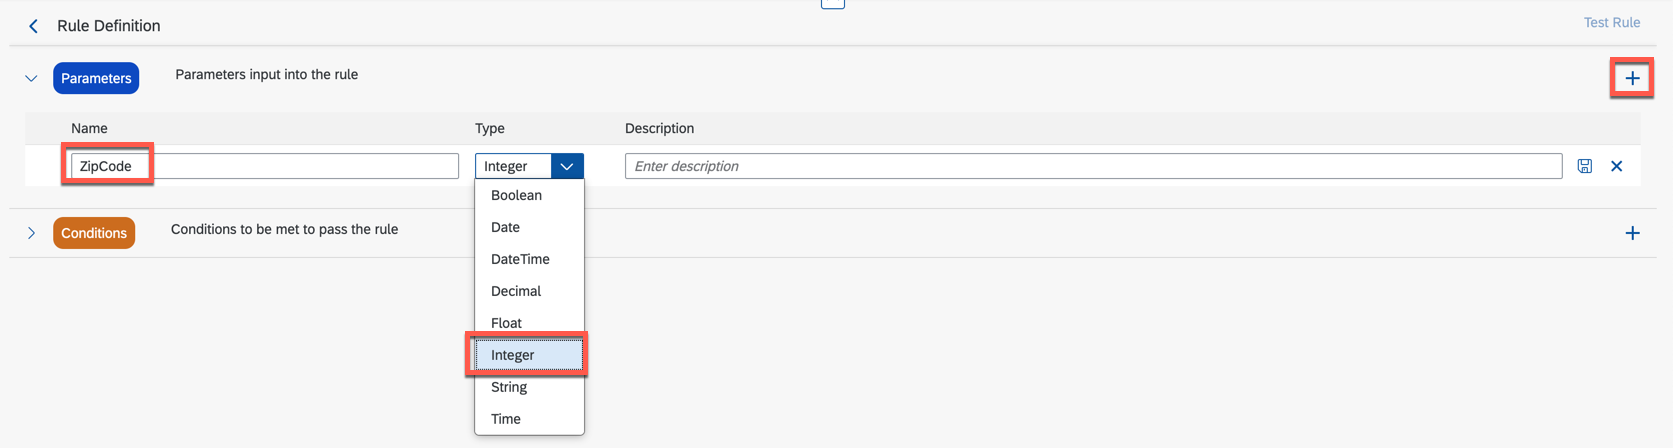 Rule Definition
Test Rule
Parameters
Parameters input into the rule
Name
Type
Description
ZipCode
Integer
Enter description
Boolean
Date
DateTime
Decimal
Float
Integer
String
Time
Conditions
Conditions to be met to pass the rule